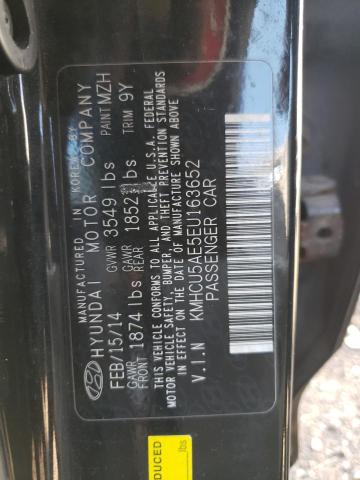 MANUFACTURED IN KOREA BY
HYUNDAI MOTOR COMPANY
FEB/15/14 GVWR 3549 lbs PAINT MZH
GAWR FRONT 1874 lbs GAWR REAR 1852 lbs TRIM 9Y
THIS VEHICLE CONFORMS TO ALL APPLICABLE U.S.A. FEDERAL
MOTOR VEHICLE SAFETY, BUMPER, AND THEFT PREVENTION STANDARDS
IN EFFECT ON THE DATE OF MANUFACTURE SHOWN ABOVE
V.I.N KMHCU5AE5EU163652
PASSENGER CAR
DUCED
lbs